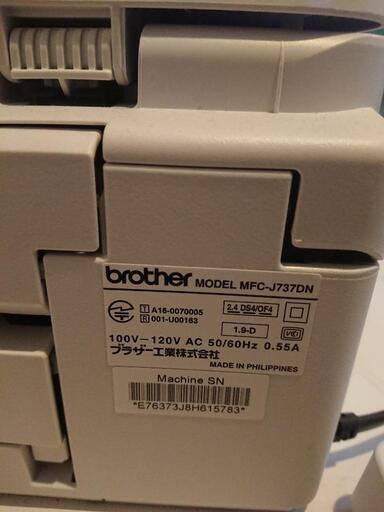 brother MODEL MFC-J737DN
T A16-0070005
R 001-U00163
2.4 DS4/OF4
1.9-D
100V－120V AC 50/60Hz 0.55A
ブラザー工業株式会社
MADE IN PHILIPPINES
Machine SN
*E76373J8H615783*